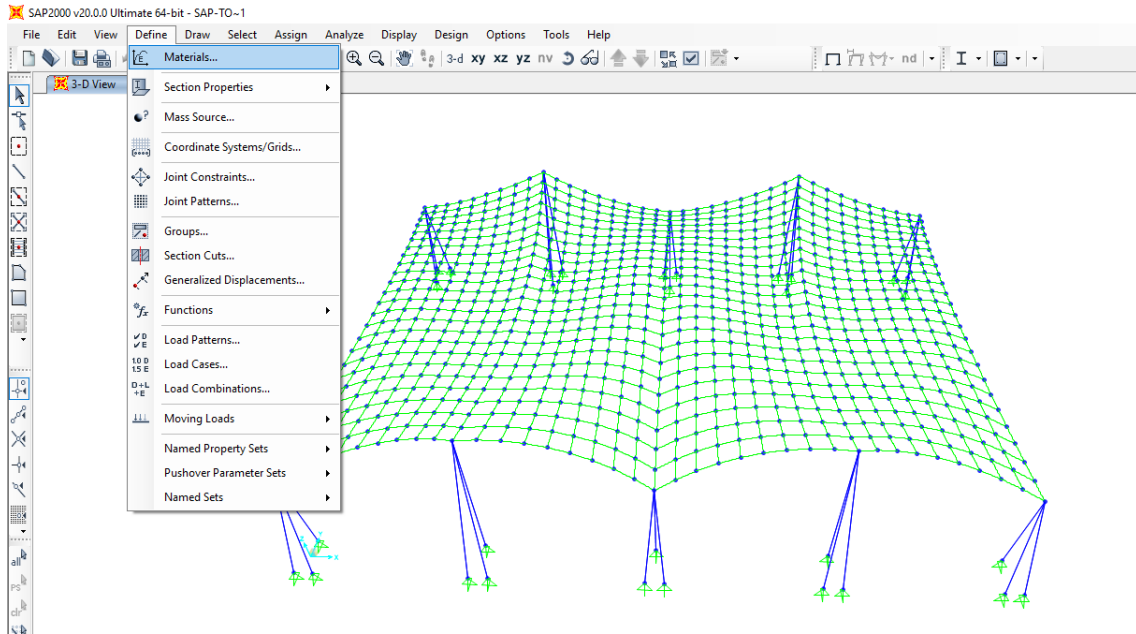 SAP2000 v20.0.0 Ultimate 64-bit - SAP-TO~1
File Edit View Define Draw Select Assign Analyze Display Design Options Tools Help
3-d xy xz yz nv nd
3-D View
Materials...
Section Properties
Mass Source...
Coordinate Systems/Grids...
Joint Constraints...
Joint Patterns...
Groups...
Section Cuts...
Generalized Displacements...
Functions
Load Patterns...
Load Cases...
Load Combinations...
Moving Loads
Named Property Sets
Pushover Parameter Sets
Named Sets
all
PS
clr